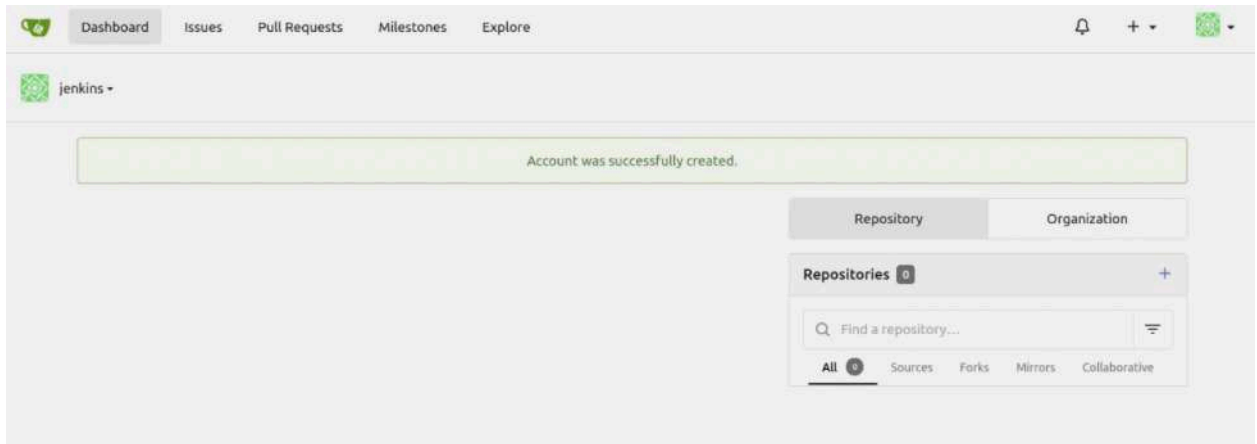 Dashboard Issues Pull Requests Milestones Explore
jenkins
Account was successfully created.
Repository Organization
Repositories 0
Find a repository...
All 0 Sources Forks Mirrors Collaborative